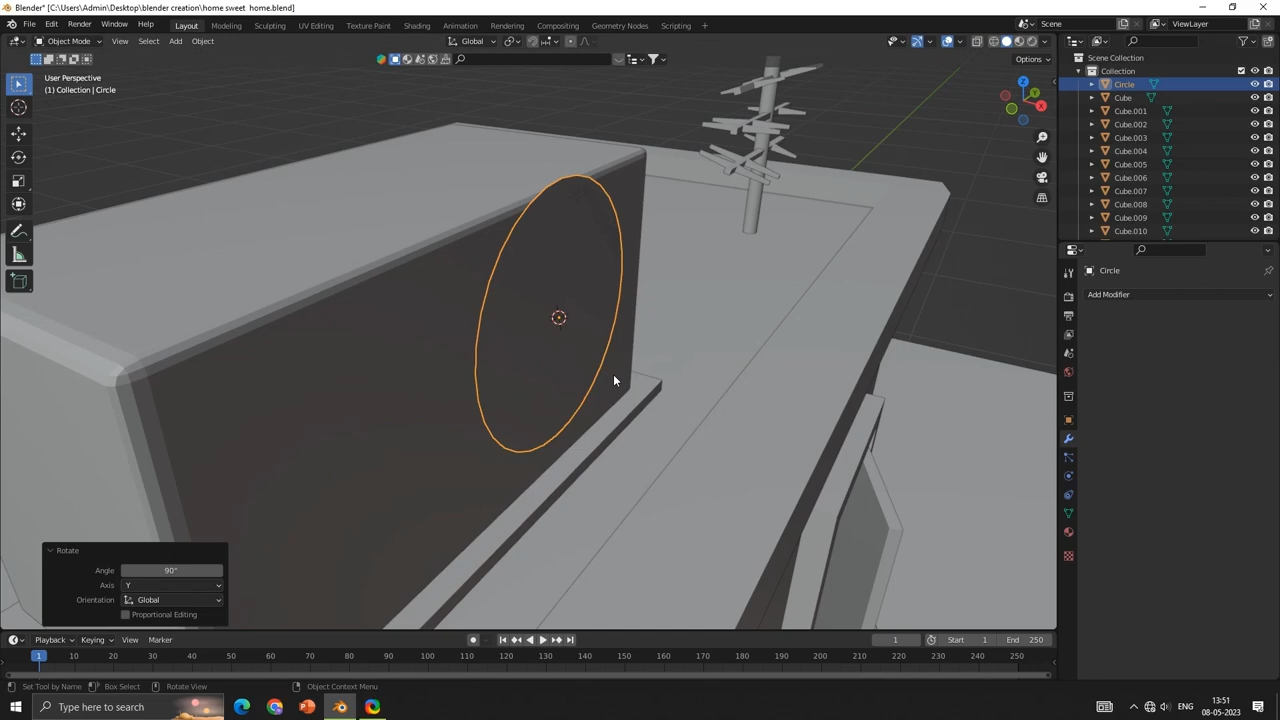 Blender* [C:\Users\Admin\Desktop\blender creation\home sweet  home.blend]
File Edit Render Window Help Layout Modeling Sculpting UV Editing Texture Paint Shading Animation Rendering Compositing Geometry Nodes Scripting + Scene ViewLayer
Object Mode View Select Add Object Global
Options
User Perspective
(1) Collection | Circle
X
Y
Z
Scene Collection
Collection
Circle
Cube
Cube.001
Cube.002
Cube.003
Cube.004
Cube.005
Cube.006
Cube.007
Cube.008
Cube.009
Cube.010
Circle
Add Modifier
Rotate
Angle 90°
Axis Y
Orientation Global
Proportional Editing
Playback Keying View Marker 1 Start 1 End 250
1 10 20 30 40 50 60 70 80 90 100 110 120 130 140 150 160 170 180 190 200 210 220 230 240 250
Set Tool by Name Box Select Rotate View Object Context Menu
Type here to search
ENG
13:51
08-05-2023